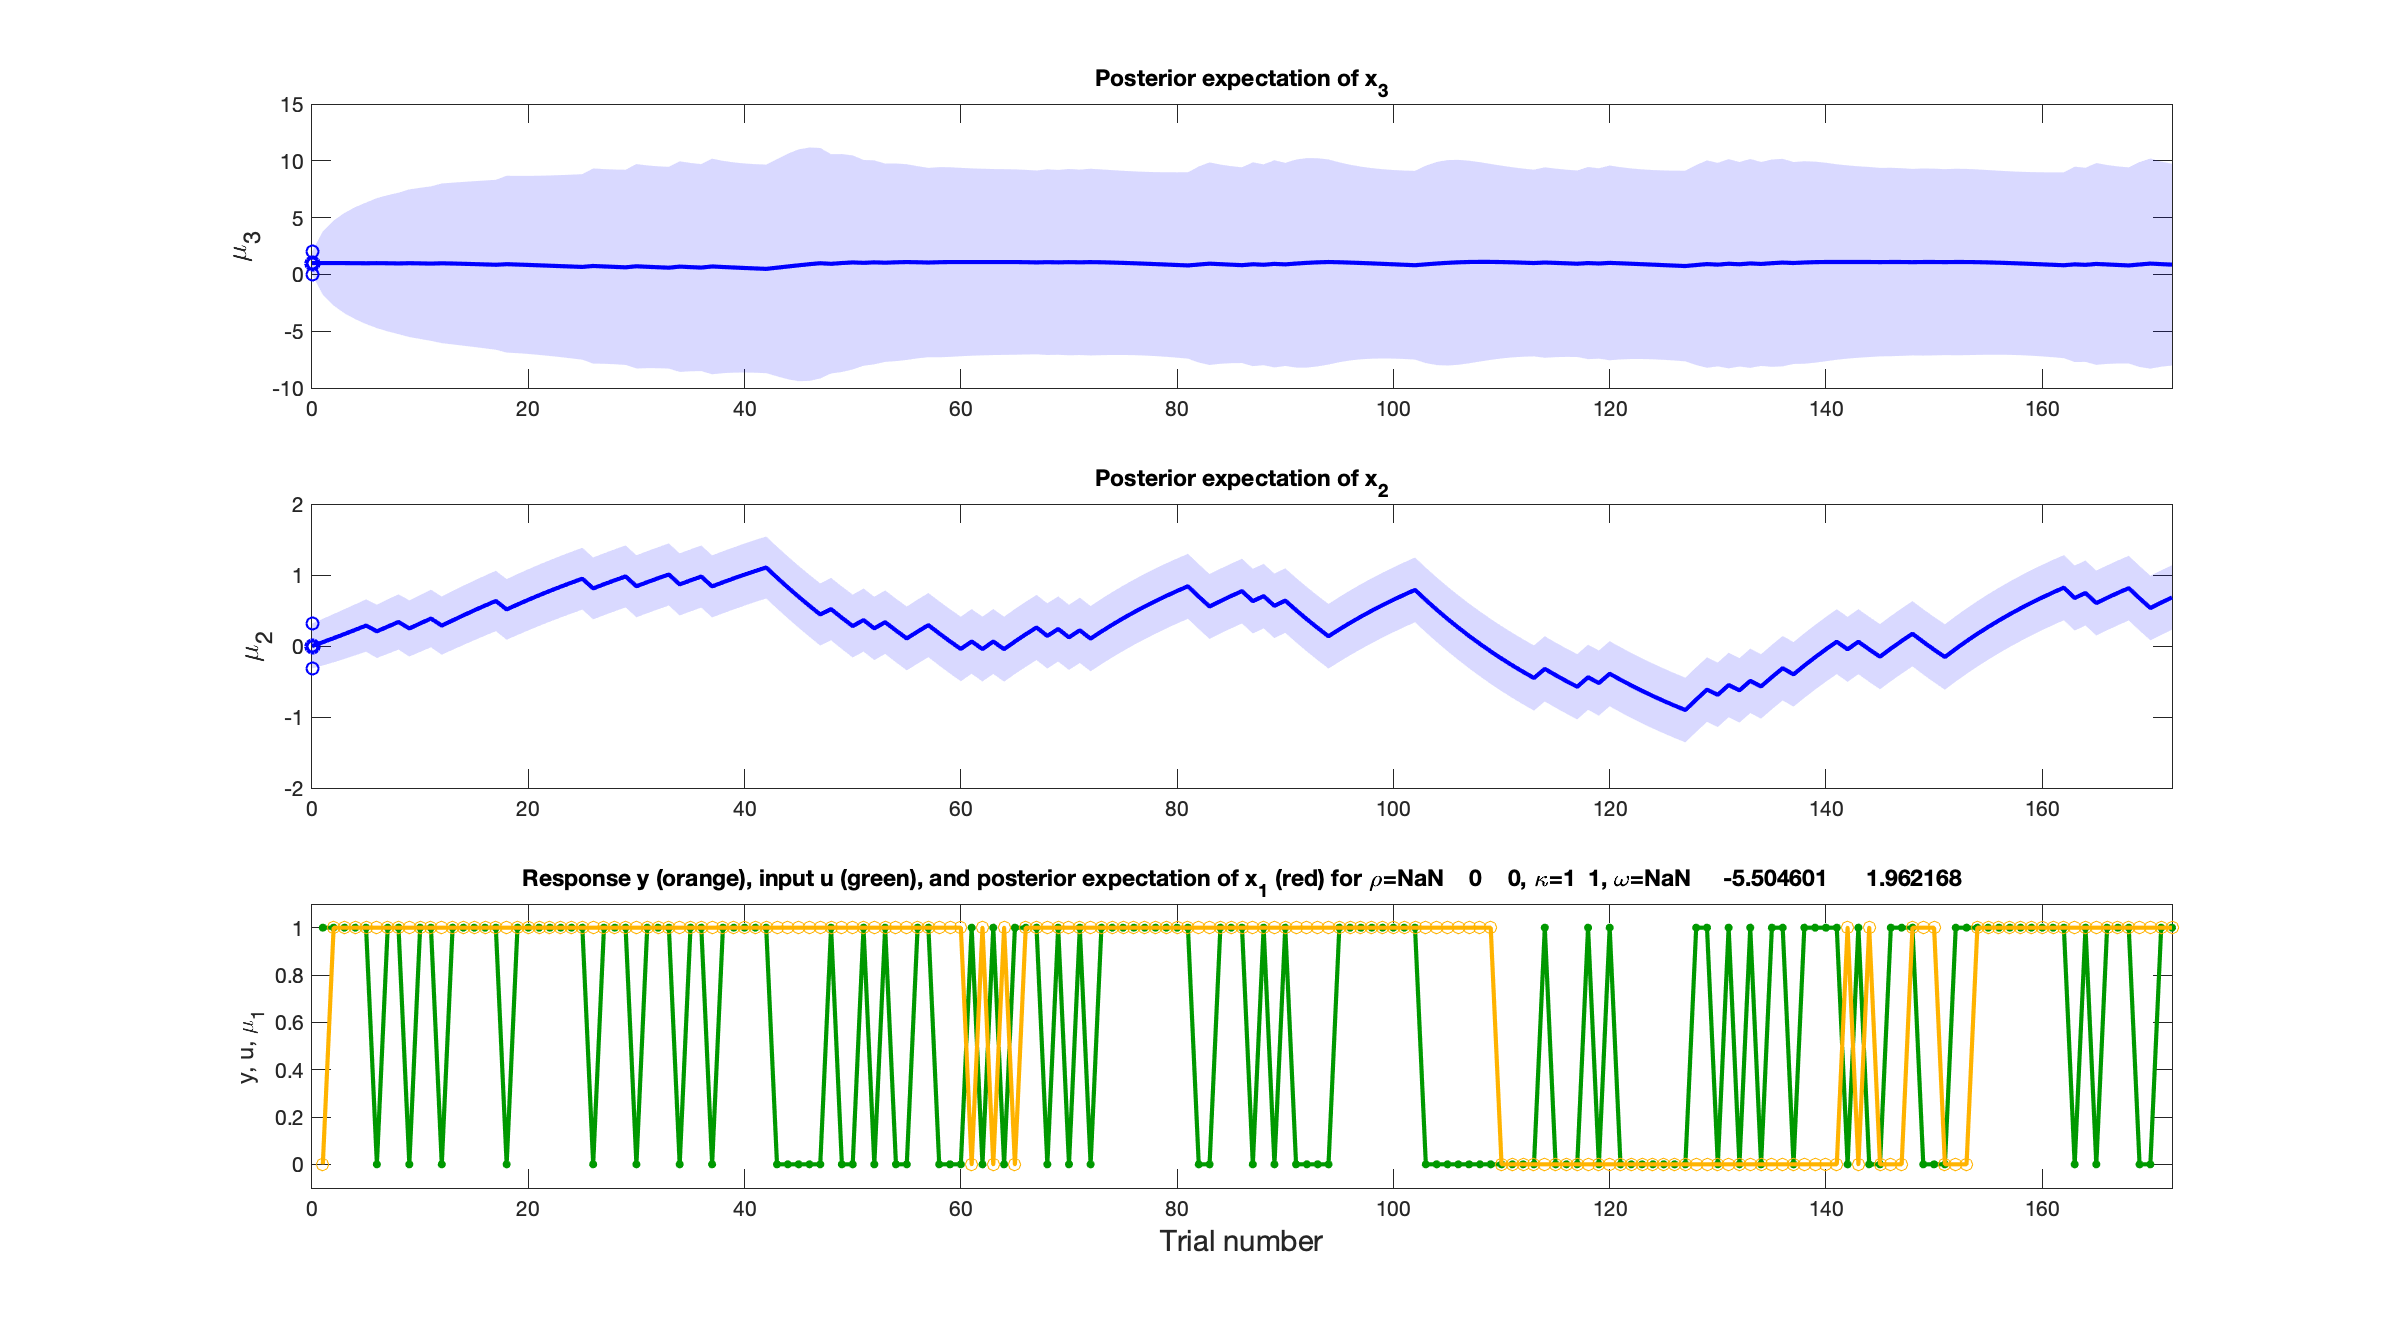 Posterior expectation of x3
15
10
5
0
-5
-10
μ3
0 20 40 60 80 100 120 140 160
Posterior expectation of x2
2
1
0
-1
-2
μ2
0 20 40 60 80 100 120 140 160
Response y (orange), input u (green), and posterior expectation of x1 (red) for ρ=NaN 0 0, κ=1 1, ω=NaN -5.504601 1.962168
1
0.8
0.6
0.4
0.2
0
y, u, μ1
0 20 40 60 80 100 120 140 160
Trial number